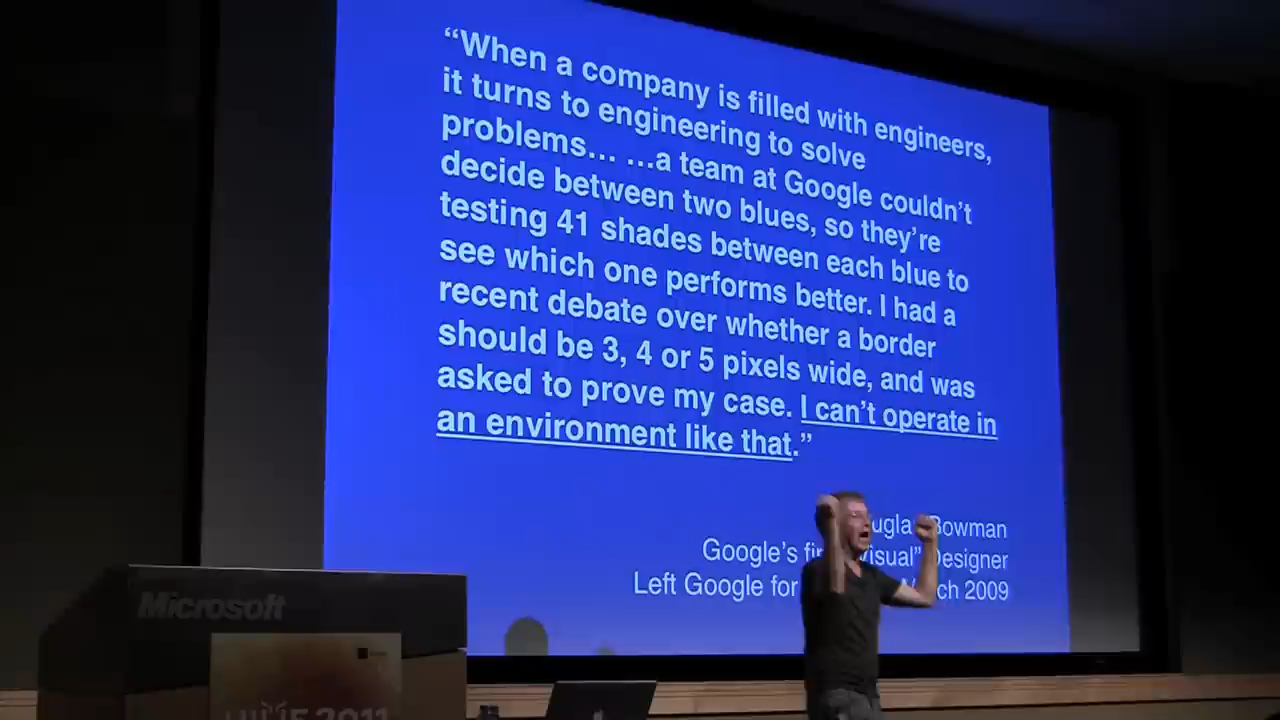 “When a company is filled with engineers,
it turns to engineering to solve
problems... ...a team at Google couldn’t
decide between two blues, so they’re
testing 41 shades between each blue to
see which one performs better. I had a
recent debate over whether a border
should be 3, 4 or 5 pixels wide, and was
asked to prove my case. I can’t operate in
an environment like that.”
Bowman
Google’s Designer
Left Google for 2009
Microsoft
2011